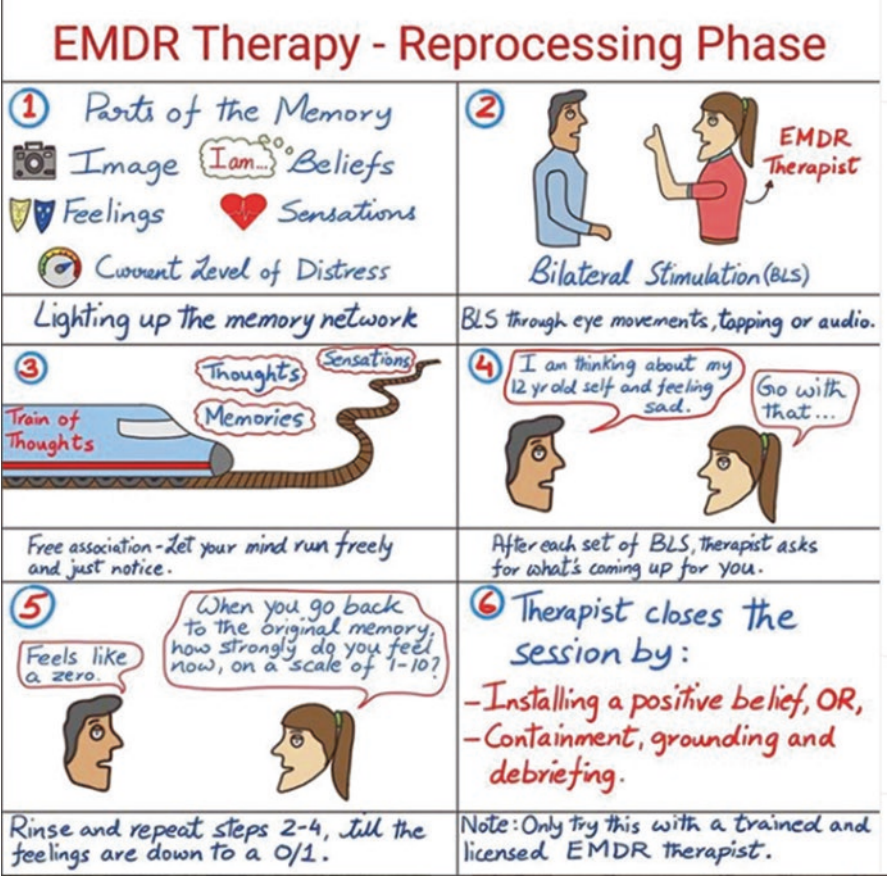 EMDR Therapy - Reprocessing Phase
1
Parts of the Memory
Image
I am...
Beliefs
Feelings
Sensations
Current Level of Distress
Lighting up the memory network
2
EMDR
Therapist
Bilateral Stimulation (BLS)
BLS through eye movements, tapping or audio.
3
Train of
Thoughts
Thoughts
Sensations
Memories
Free association - Let your mind run freely
and just notice.
4
I am thinking about my
12 yr old self and feeling
sad.
Go with
that...
After each set of BLS, therapist asks
for what's coming up for you.
5
Feels like
a zero.
When you go back
to the original memory,
how strongly do you feel
now, on a scale of 1-10?
Rinse and repeat steps 2-4, till the
feelings are down to a 0/1.
6
Therapist closes the
session by:
- Installing a positive belief, OR,
- Containment, grounding and
debriefing.
Note: Only try this with a trained and
licensed EMDR therapist.